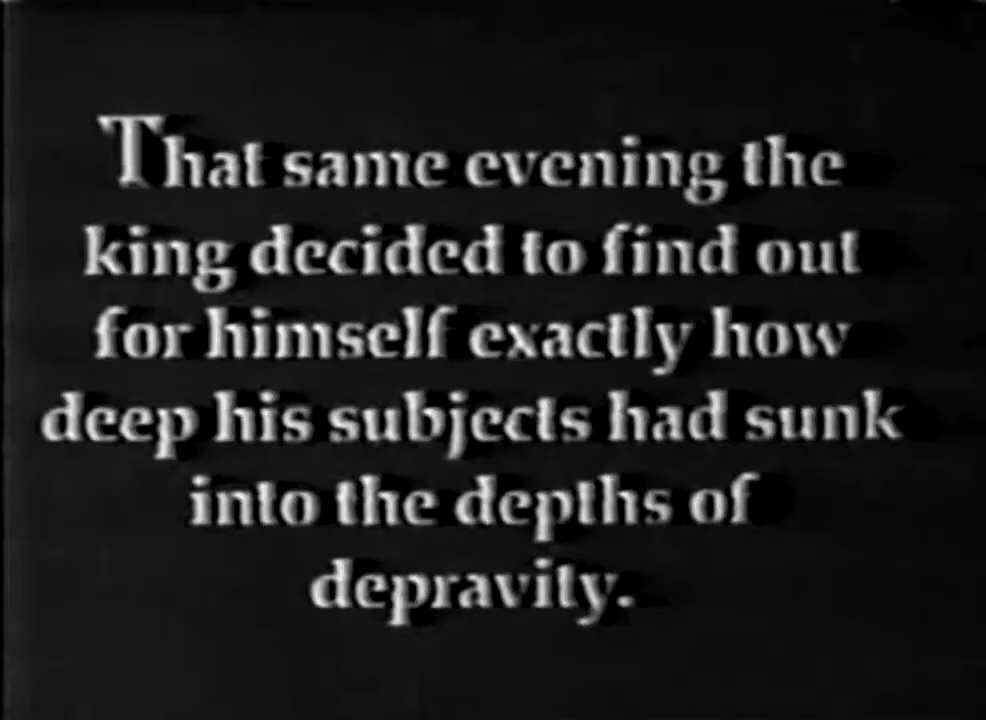 That same evening the
king decided to find out
for himself exactly how
deep his subjects had sunk
into the depths of
depravity.